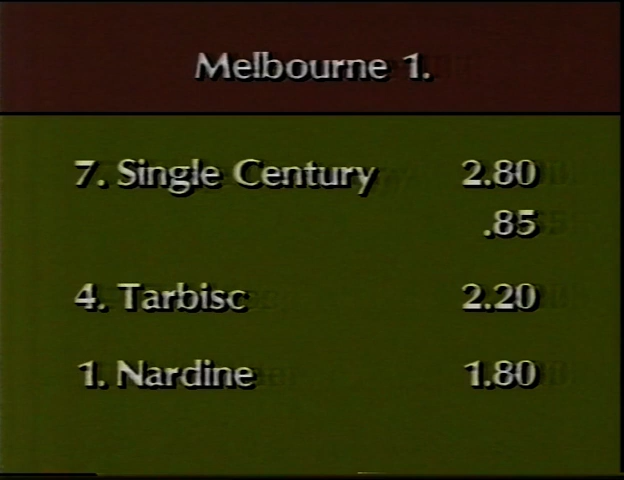 Melbourne 1.
7. Single Century 2.80
.85
4. Tarbisc 2.20
1. Nardine 1.80